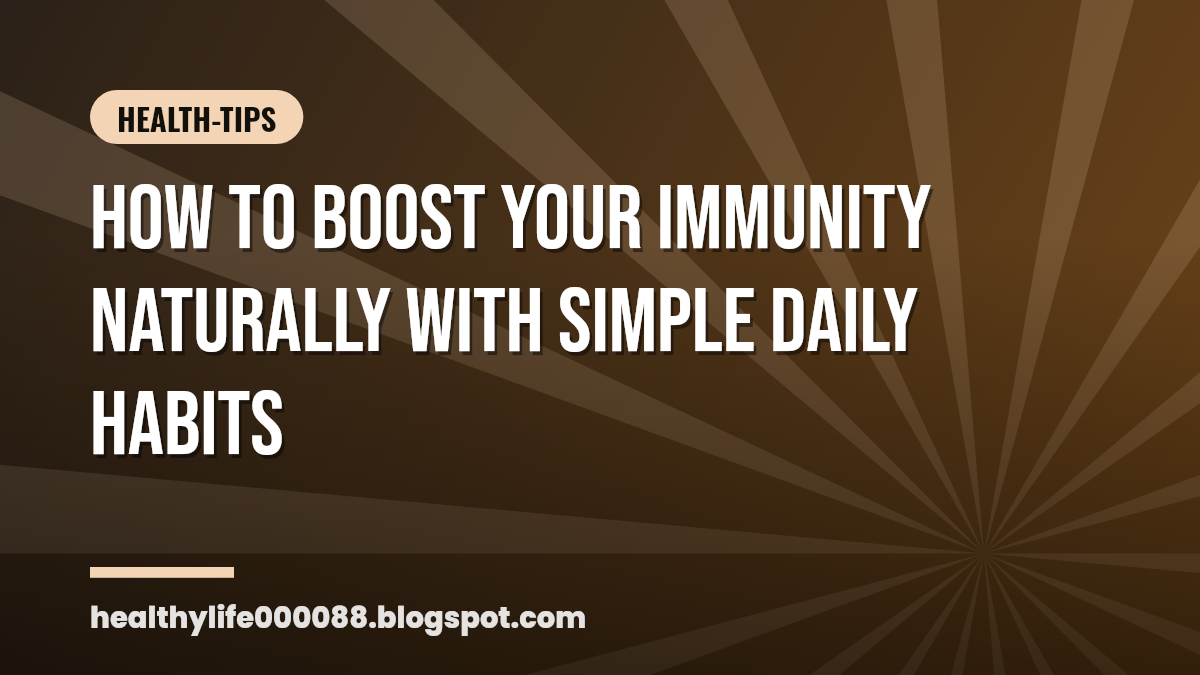 HEALTH-TIPS
HOW TO BOOST YOUR IMMUNITY
NATURALLY WITH SIMPLE DAILY
HABITS
healthylife000088.blogspot.com